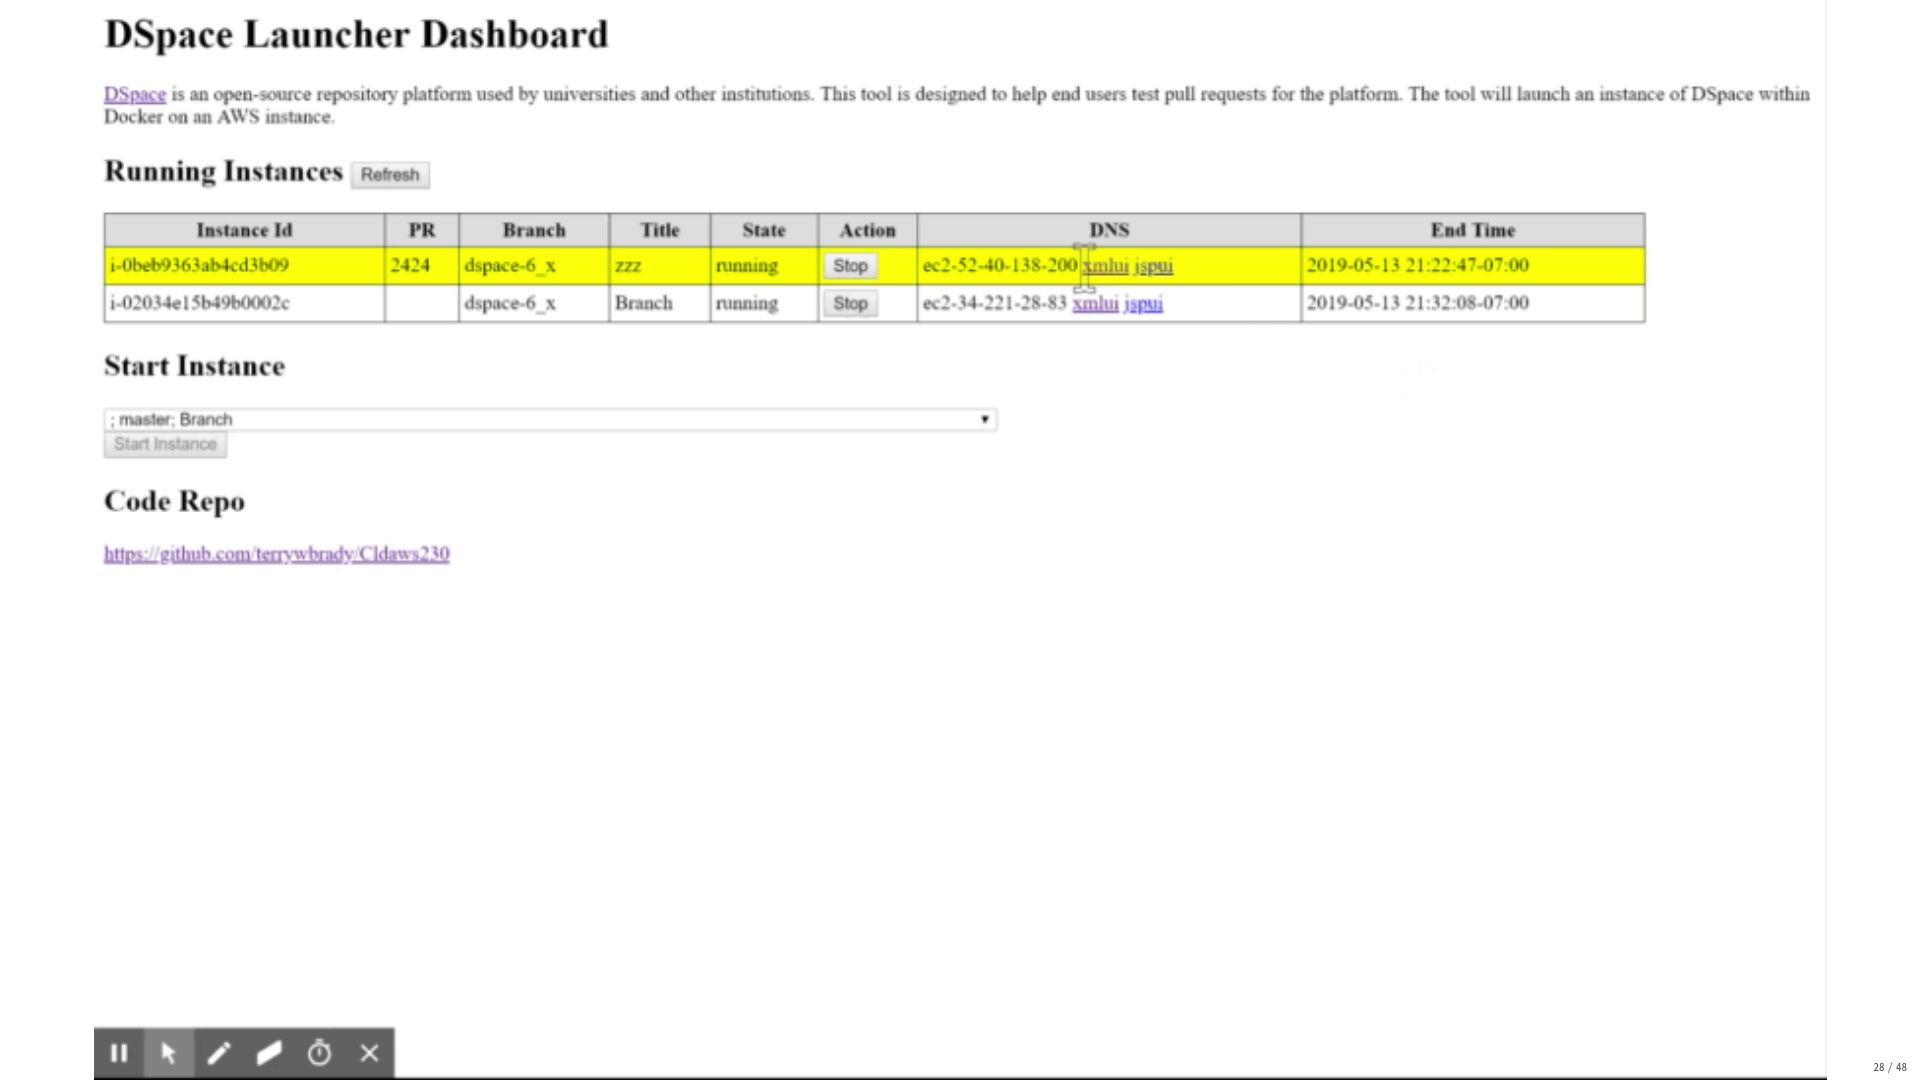 DSpace Launcher Dashboard
DSpace is an open-source repository platform used by universities and other institutions. This tool is designed to help end users test pull requests for the platform. The tool will launch an instance of DSpace within
Docker on an AWS instance.
Running Instances Refresh
Instance Id PR Branch Title State Action DNS End Time
i-0beb9363ab4cd3b09 2424 dspace-6_x zzz running Stop ec2-52-40-138-200 xmlui jspui 2019-05-13 21:22:47-07:00
i-02034e15b49b0002c dspace-6_x Branch running Stop ec2-34-221-28-83 xmlui jspui 2019-05-13 21:32:08-07:00
Start Instance
; master; Branch
Start Instance
Code Repo
https://github.com/terrywbrady/Cldaws230
28 / 48